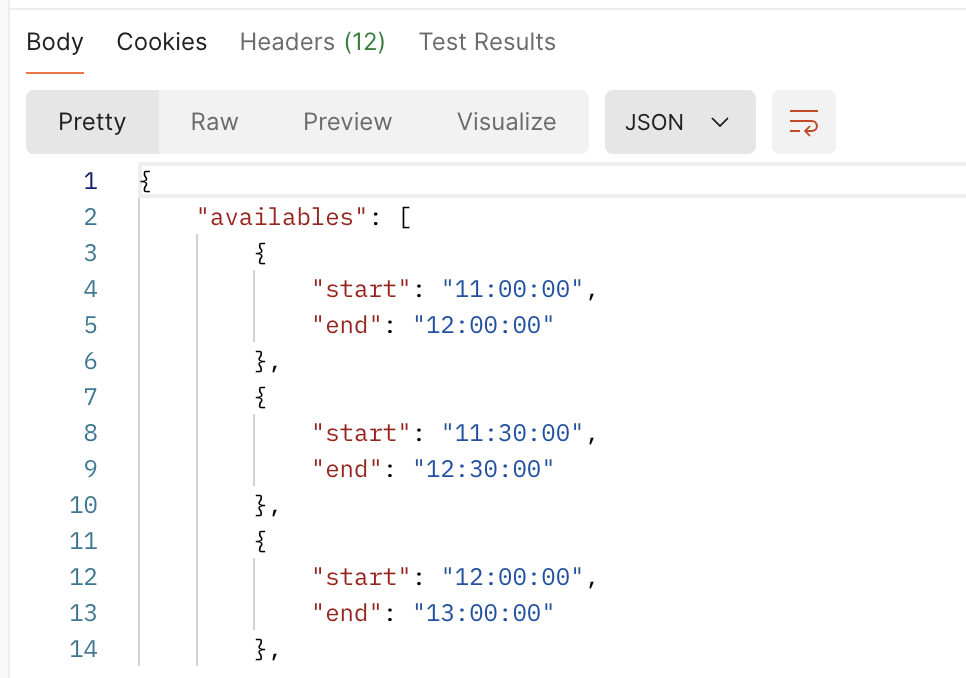 Body Cookies Headers (12) Test Results
Pretty Raw Preview Visualize JSON
1 {
2 "availables": [
3 {
4 "start": "11:00:00",
5 "end": "12:00:00"
6 },
7 {
8 "start": "11:30:00",
9 "end": "12:30:00"
10 },
11 {
12 "start": "12:00:00",
13 "end": "13:00:00"
14 },